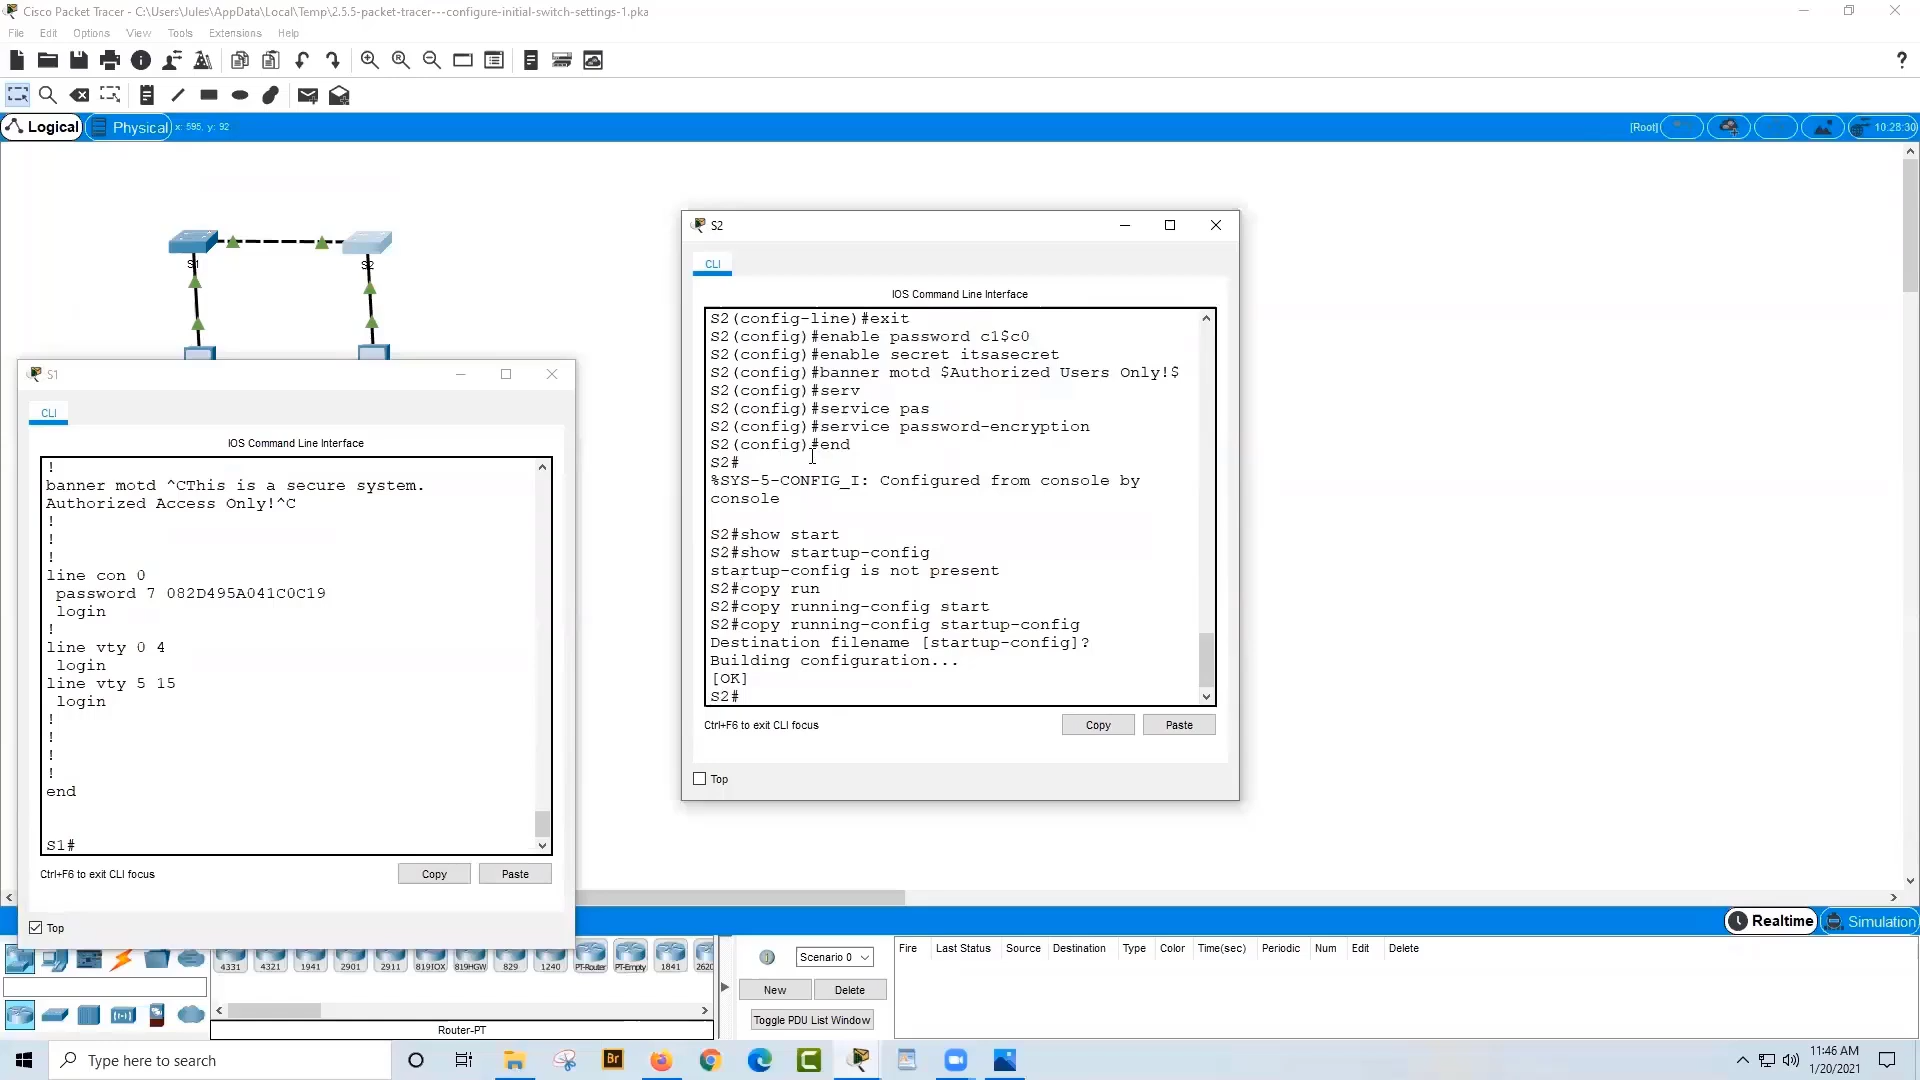 Cisco Packet Tracer - C:\Users\Jules\AppData\Local\Temp\2.5.5-packet-tracer---configure-initial-switch-settings-1.pka
File Edit Options View Tools Extensions Help
Logical Physical x: 595, y: 92 [Root] 10:28:30
S1 S2
S2
CLI
IOS Command Line Interface
S2(config-line)#exit
S2(config)#enable password c1$c0
S2(config)#enable secret itsasecret
S2(config)#banner motd $Authorized Users Only!$
S2(config)#serv
S2(config)#service pas
S2(config)#service password-encryption
S2(config)#end
S2#
%SYS-5-CONFIG_I: Configured from console by
console
S2#show start
S2#show startup-config
startup-config is not present
S2#copy run
S2#copy running-config start
S2#copy running-config startup-config
Destination filename [startup-config]?
Building configuration...
[OK]
S2#
Ctrl+F6 to exit CLI focus Copy Paste
Top
S1
CLI
IOS Command Line Interface
!
banner motd ^CThis is a secure system.
Authorized Access Only!^C
!
!
!
line con 0
password 7 082D495A041C0C19
login
!
line vty 0 4
login
line vty 5 15
login
!
!
!
!
end
S1#
Ctrl+F6 to exit CLI focus Copy Paste
Top
Realtime Simulation
4331 4321 1941 2901 2911 819IOX 819HGW 829 1240 PT-Router PT-Empty 1841 2620
Router-PT
Scenario 0
New Delete
Toggle PDU List Window
Fire Last Status Source Destination Type Color Time(sec) Periodic Num Edit Delete
Type here to search
Br
11:46 AM
1/20/2021